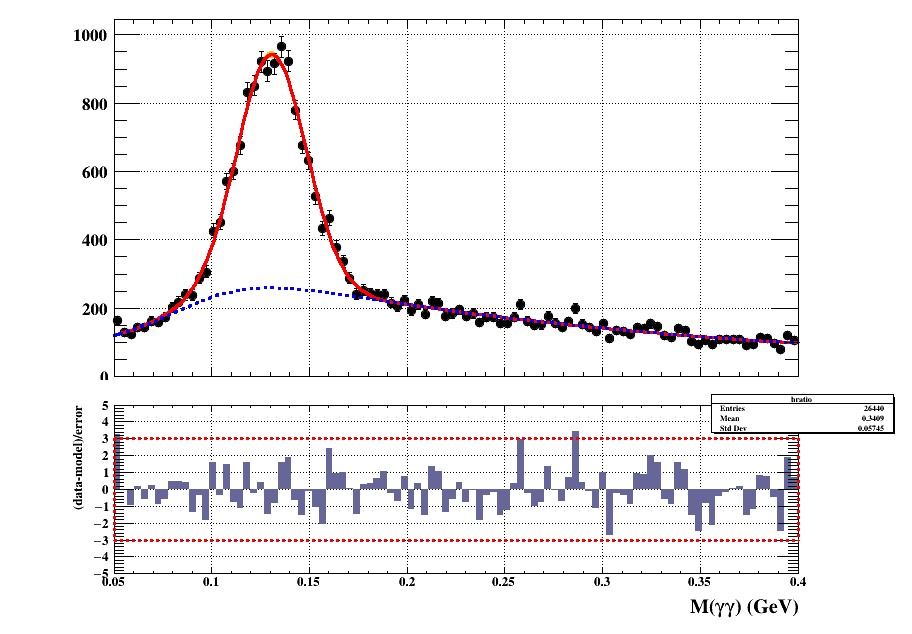 1000
800
600
400
200
0
(data-model)/error
5
4
3
2
1
0
−1
−2
−3
−4
−5
hratio
Entries 26440
Mean 0.3409
Std Dev 0.05745
0.05 0.1 0.15 0.2 0.25 0.3 0.35 0.4
M(γγ) (GeV)